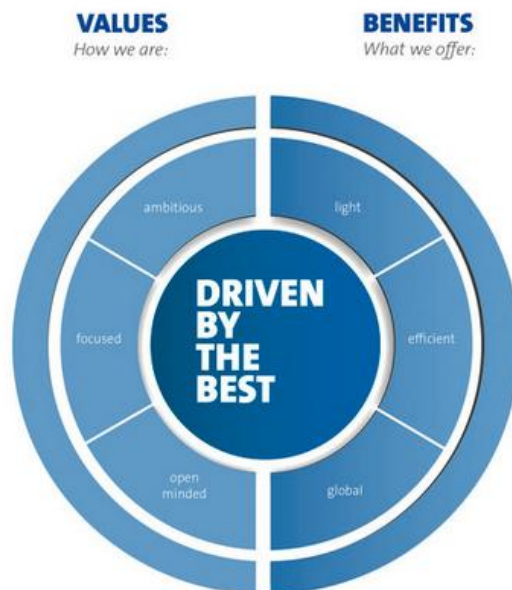 VALUES
How we are:
BENEFITS
What we offer:
ambitious
light
DRIVEN
BY
THE
BEST
focused
efficient
open
minded
global